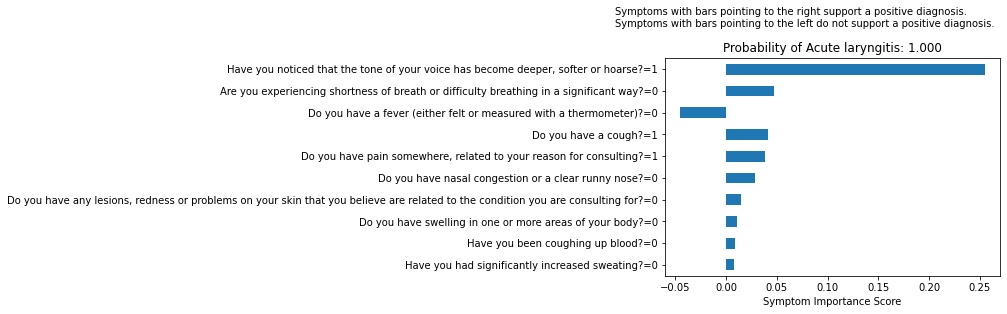 Symptoms with bars pointing to the right support a positive diagnosis.
Symptoms with bars pointing to the left do not support a positive diagnosis.
Probability of Acute laryngitis: 1.000
Have you noticed that the tone of your voice has become deeper, softer or hoarse?=1
Are you experiencing shortness of breath or difficulty breathing in a significant way?=0
Do you have a fever (either felt or measured with a thermometer)?=0
Do you have a cough?=1
Do you have pain somewhere, related to your reason for consulting?=1
Do you have nasal congestion or a clear runny nose?=0
Do you have any lesions, redness or problems on your skin that you believe are related to the condition you are consulting for?=0
Do you have swelling in one or more areas of your body?=0
Have you been coughing up blood?=0
Have you had significantly increased sweating?=0
−0.05 0.00 0.05 0.10 0.15 0.20 0.25
Symptom Importance Score